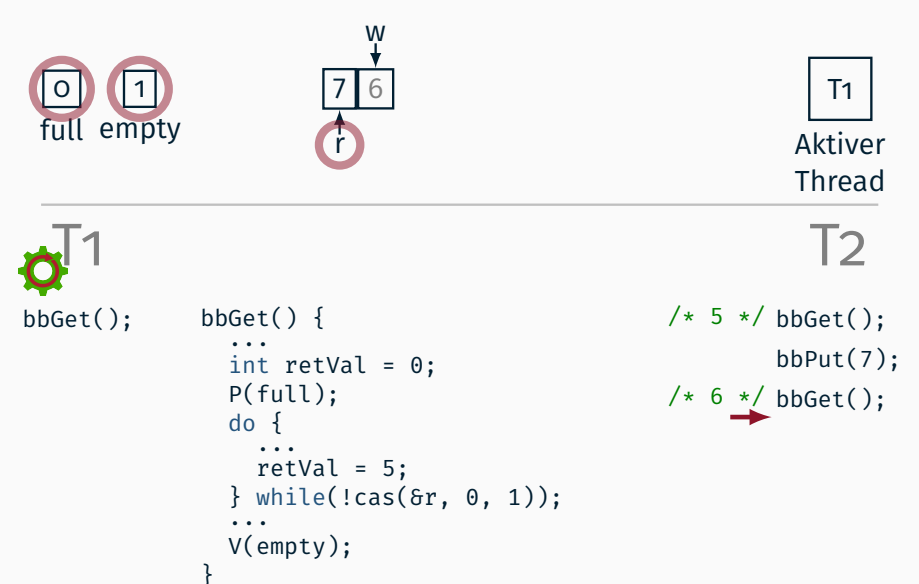 w
0 1 7 6 T1
full empty
r
Aktiver
Thread
T1 T2
bbGet();
bbGet() {
...
int retVal = 0;
P(full);
do {
...
retVal = 5;
} while(!cas(&r, 0, 1));
...
V(empty);
}
/* 5 */ bbGet();
bbPut(7);
/* 6 */ bbGet();